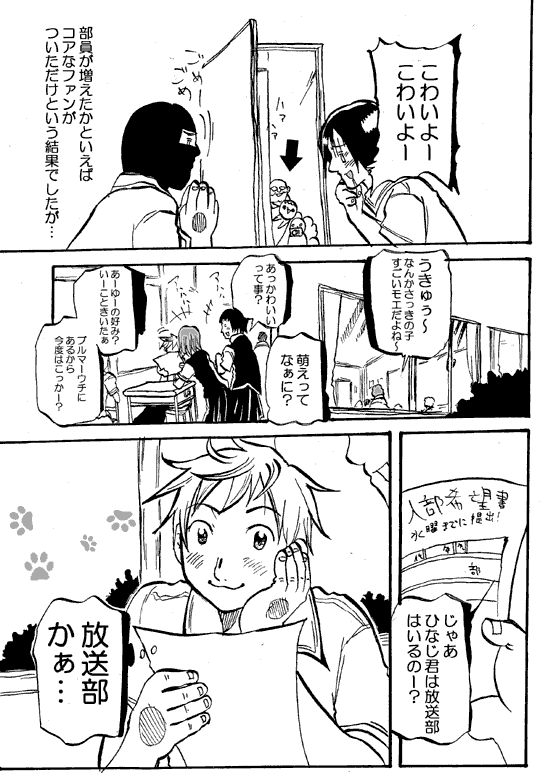 こわいよー
こわいよー
ハァ
ハァ
ごめ
ごめ
部員が増えたかといえば
コアなファンが
ついただけという結果でしたが…
うきゅぅ~
なんかさっきの子
すごいモエだよね~
萌えって
なぁに?
あっかわいい
って事?
あーゆーの好み?
いーこときいたぁ
ブルマーウチに
あるから
今度はこっかー?
入部希望書
水曜までに提出!
部
じゃあ
ひなじ君は放送部
はいるのー?
放送部
かぁ…